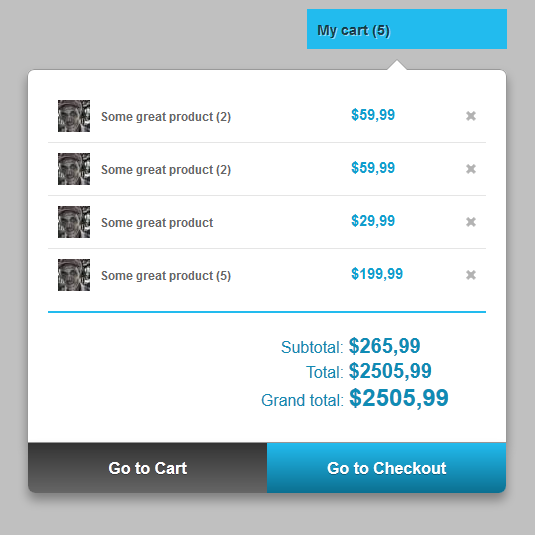 My cart (5)
Some great product (2) $59,99 ✖
Some great product (2) $59,99 ✖
Some great product $29,99 ✖
Some great product (5) $199,99 ✖
Subtotal: $265,99
Total: $2505,99
Grand total: $2505,99
Go to Cart Go to Checkout